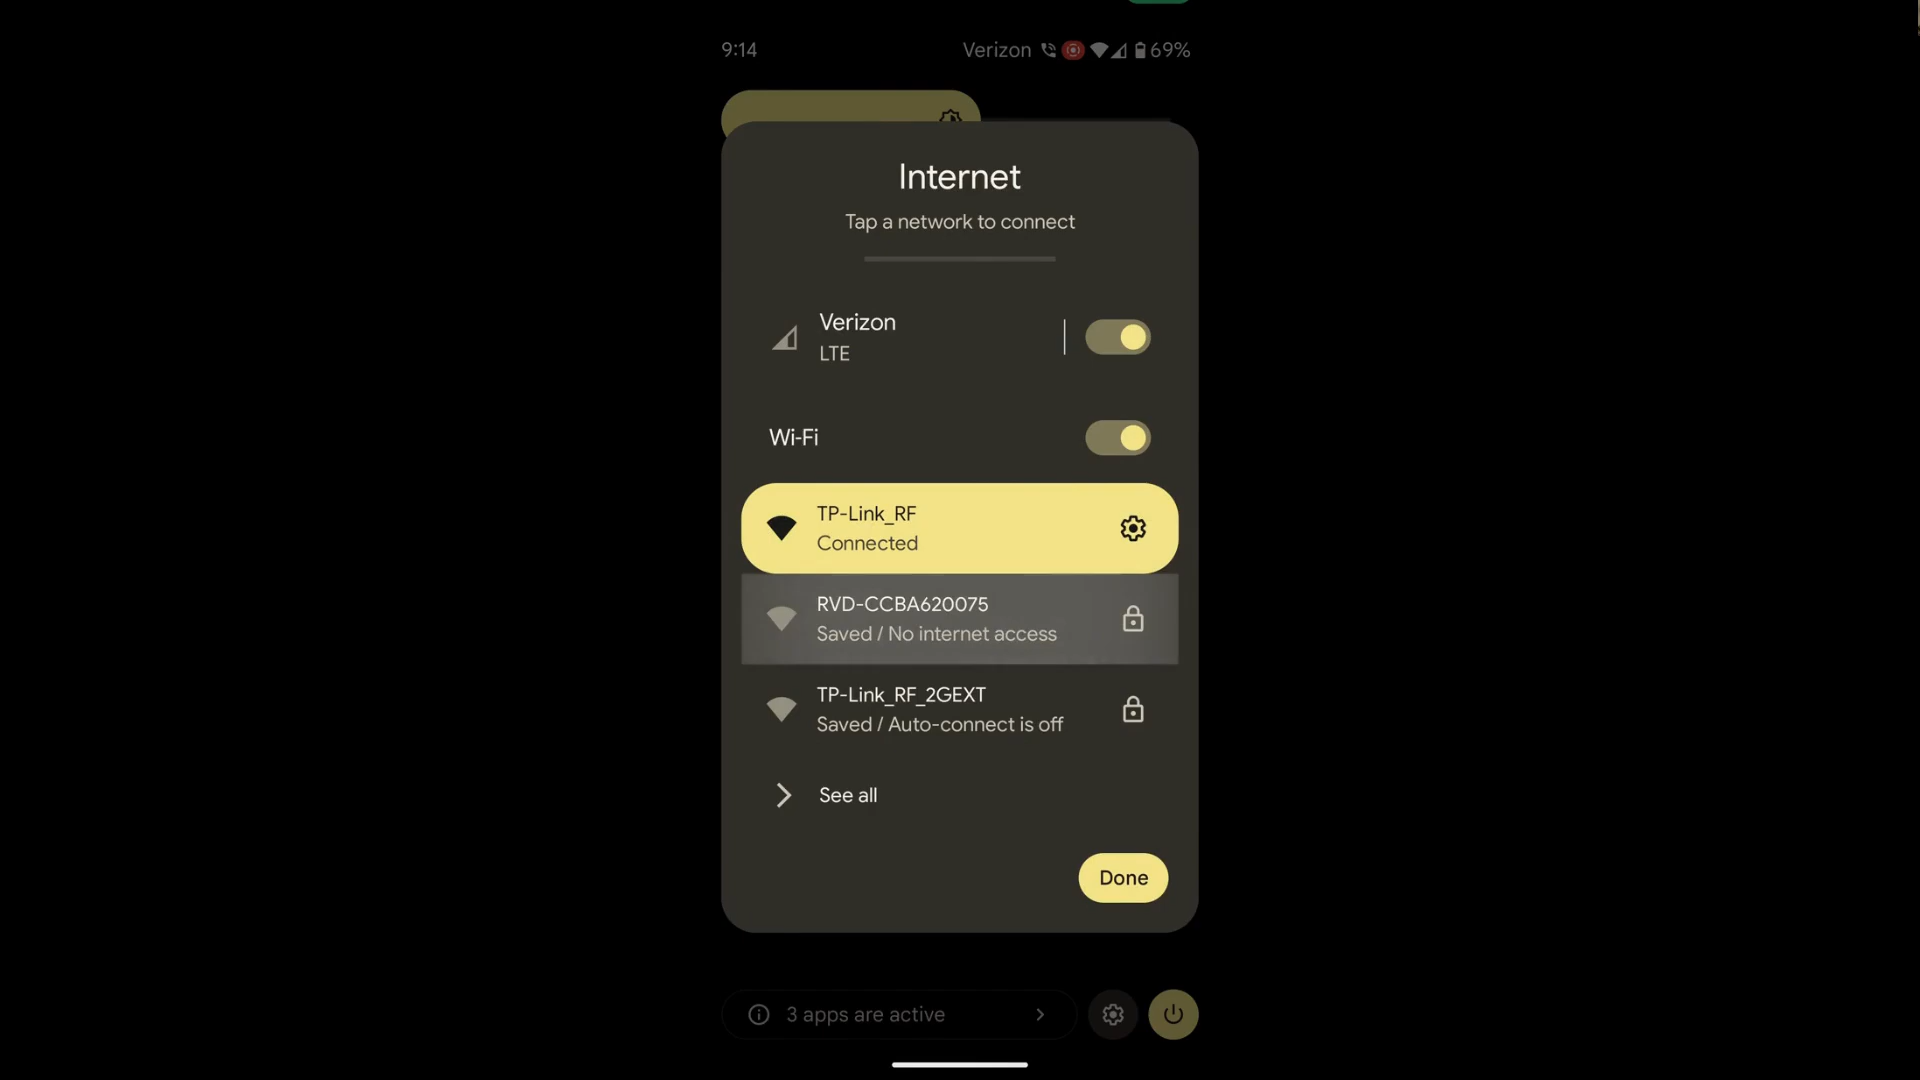 9:14
Verizon 69%
Internet
Tap a network to connect
Verizon
LTE
Wi-Fi
TP-Link_RF
Connected
RVD-CCBA620075
Saved / No internet access
TP-Link_RF_2GEXT
Saved / Auto-connect is off
See all
Done
3 apps are active